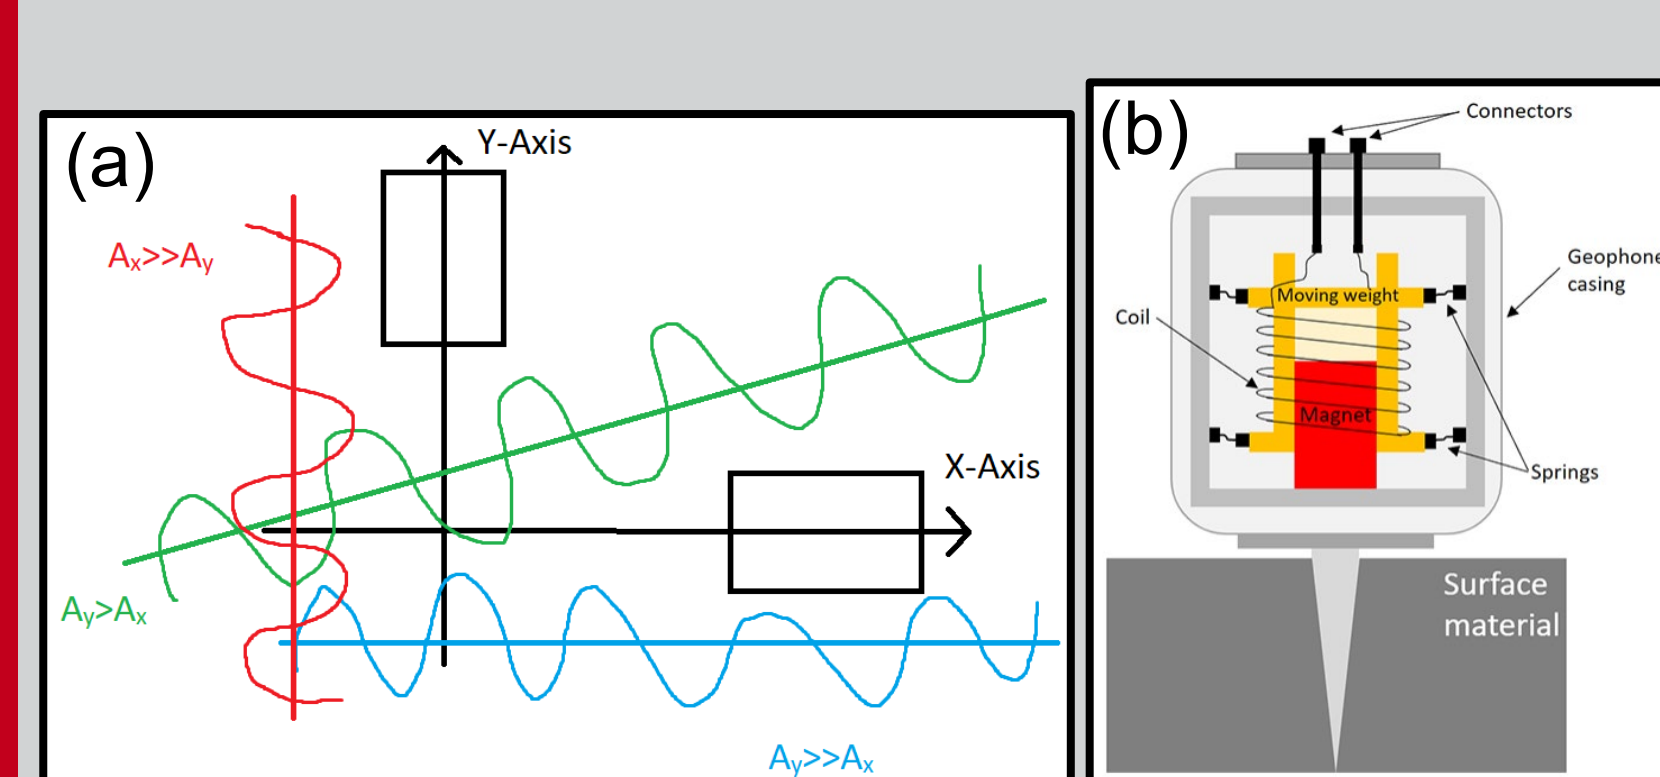 (a)
Y-Axis
Ax>>Ay
X-Axis
Ay>Ax
Ay>>Ax
(b)
Connectors
Geophone
casing
Moving weight
Coil
Magnet
Springs
Surface
material